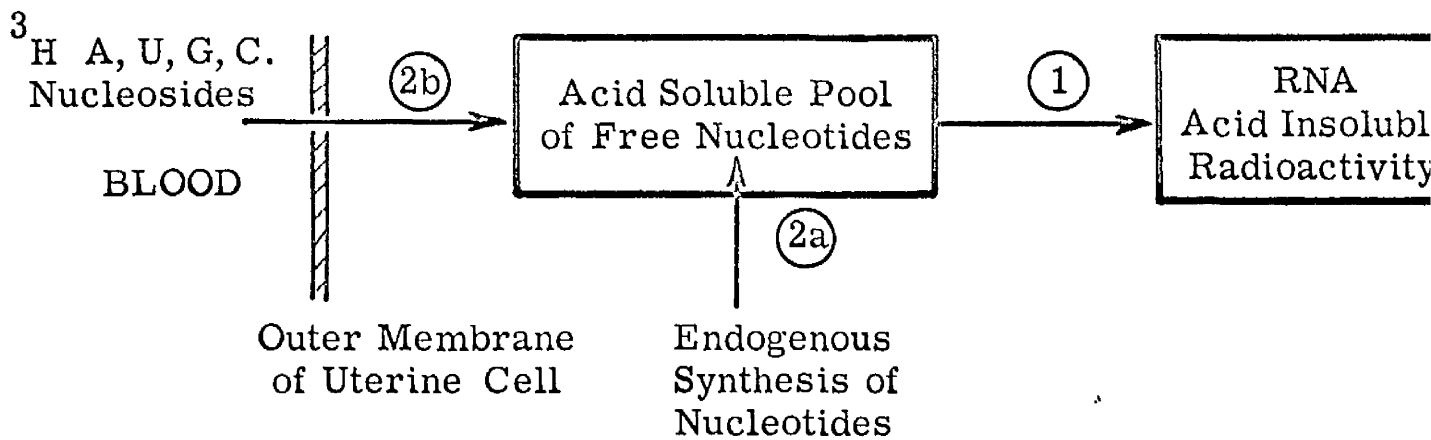 ³H A, U, G, C.
Nucleosides
BLOOD
2b
Acid Soluble Pool
of Free Nucleotides
1
RNA
Acid Insolubl
Radioactivity
2a
Outer Membrane
of Uterine Cell
Endogenous
Synthesis of
Nucleotides